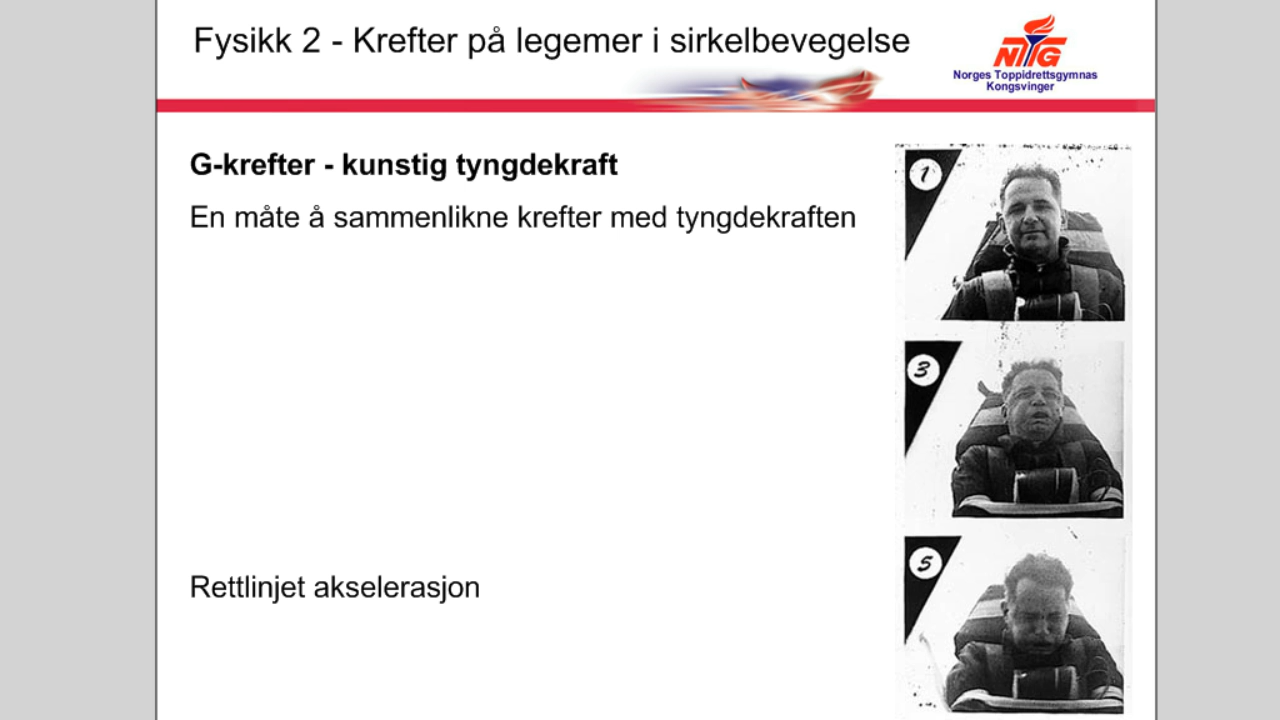 Fysikk 2 - Krefter på legemer i sirkelbevegelse
NTG
Norges Toppidrettsgymnas
Kongsvinger
G-krefter - kunstig tyngdekraft
En måte å sammenlikne krefter med tyngdekraften
1
3
5
Rettlinjet akselerasjon